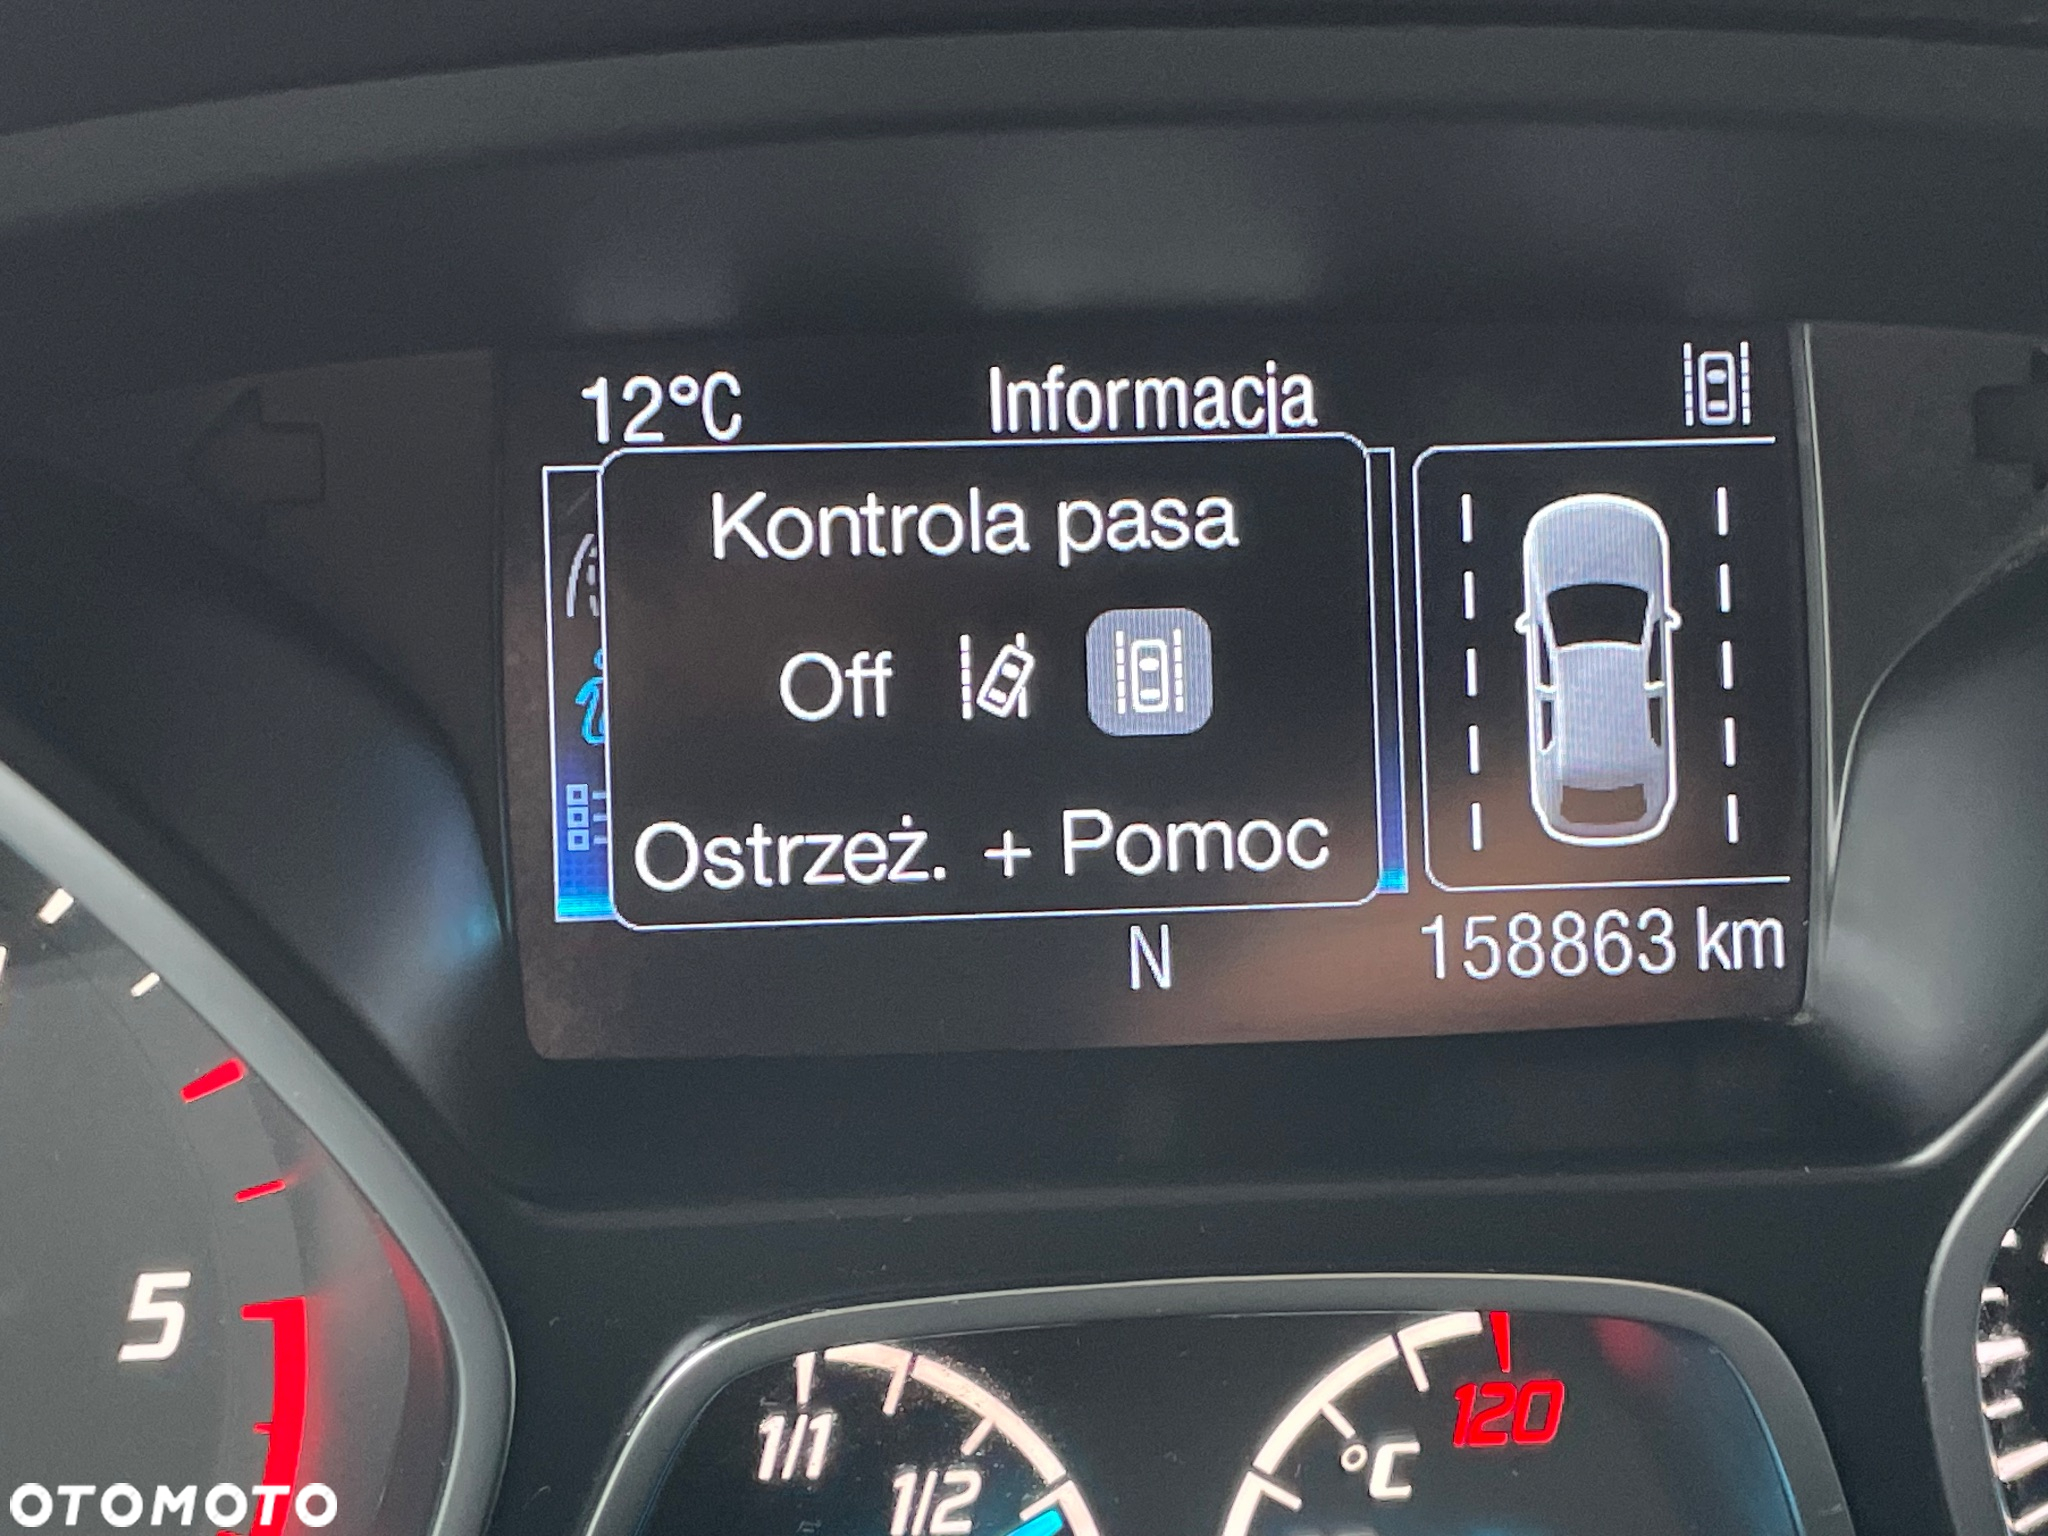 12°C Informacja
Kontrola pasa
Off
Ostrzeż. + Pomoc
N 158863 km
5
1/1
1/2
°C
120
OTOMOTO